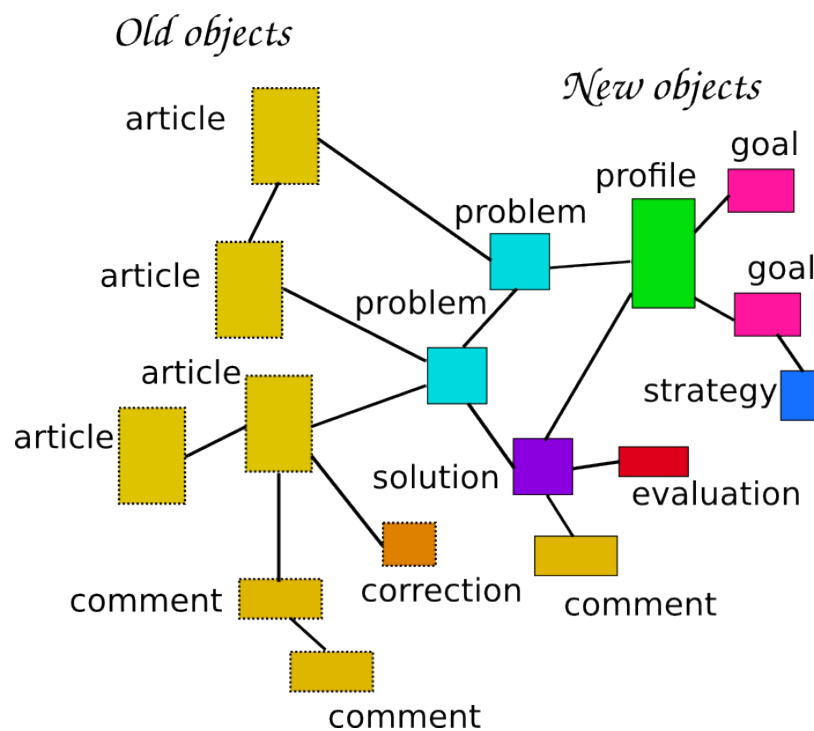 Old objects
New objects
article
goal
profile
problem
article
goal
problem
article
strategy
article
solution
evaluation
correction
comment
comment
comment